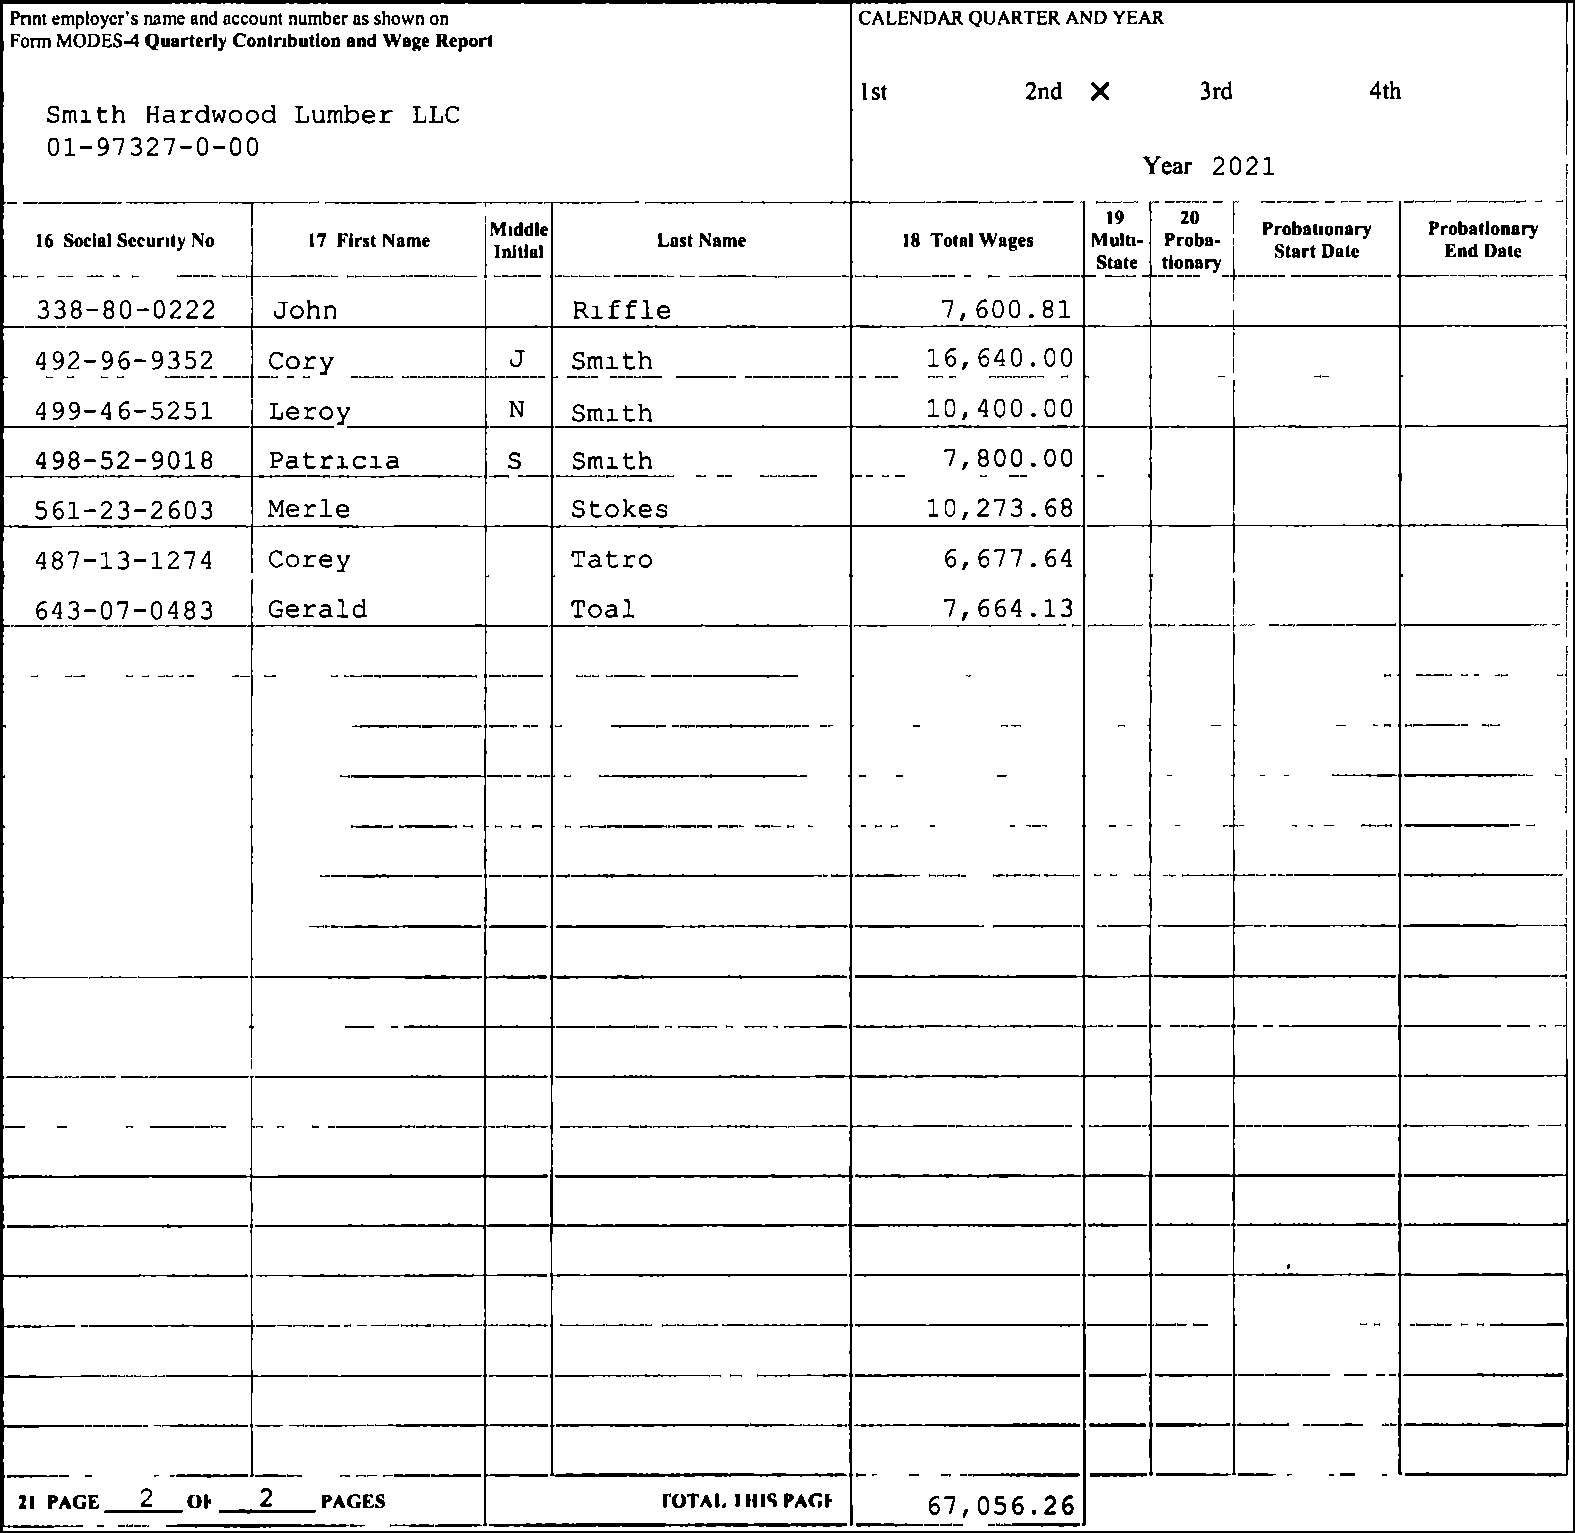 Print employer's name and account number as shown on
Form MODES-4 Quarterly Contribution and Wage Report
Smith Hardwood Lumber LLC
01-97327-0-00
CALENDAR QUARTER AND YEAR
1st 2nd X 3rd 4th
Year 2021
16 Social Security No 17 First Name Middle Initial Last Name 18 Total Wages 19 Multi-State 20 Proba-tionary Probationary Start Date Probationary End Date
338-80-0222 John Riffle 7,600.81
492-96-9352 Cory J Smith 16,640.00
499-46-5251 Leroy N Smith 10,400.00
498-52-9018 Patricia S Smith 7,800.00
561-23-2603 Merle Stokes 10,273.68
487-13-1274 Corey Tatro 6,677.64
643-07-0483 Gerald Toal 7,664.13
21 PAGE 2 OF 2 PAGES TOTAL THIS PAGE 67,056.26